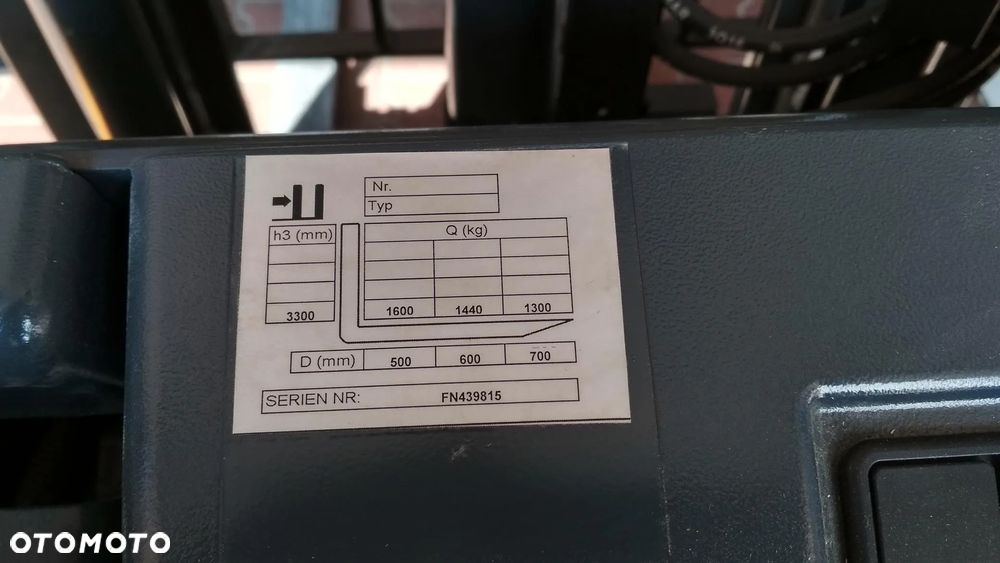 Nr.
Typ
h3 (mm)
Q (kg)
3300
1600 1440 1300
D (mm) 500 600 700
SERIEN NR: FN439815
OTOMOTO